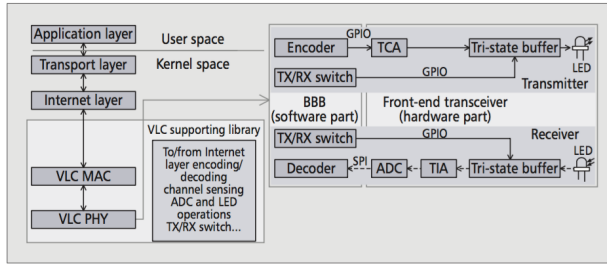 Application layer
User space
Transport layer
Kernel space
Internet layer
VLC supporting library
To/from Internet
layer encoding/
decoding
channel sensing
ADC and LED
operations
TX/RX switch...
VLC MAC
VLC PHY
GPIO
Encoder
TCA
Tri-state buffer
LED
TX/RX switch
GPIO
Transmitter
BBB
(software part)
Front-end transceiver
(hardware part)
TX/RX switch
GPIO
Receiver
LED
Decoder
SPI
ADC
TIA
Tri-state buffer